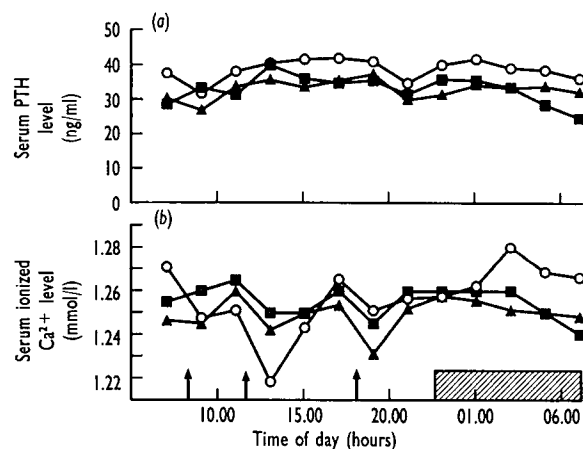 (a)
Serum PTH
level
(ng/ml)
50
40
30
20
10
0
(b)
Serum ionized
Ca²⁺ level
(mmol/l)
1.28
1.26
1.24
1.22
10.00 15.00 20.00 01.00 06.00
Time of day (hours)